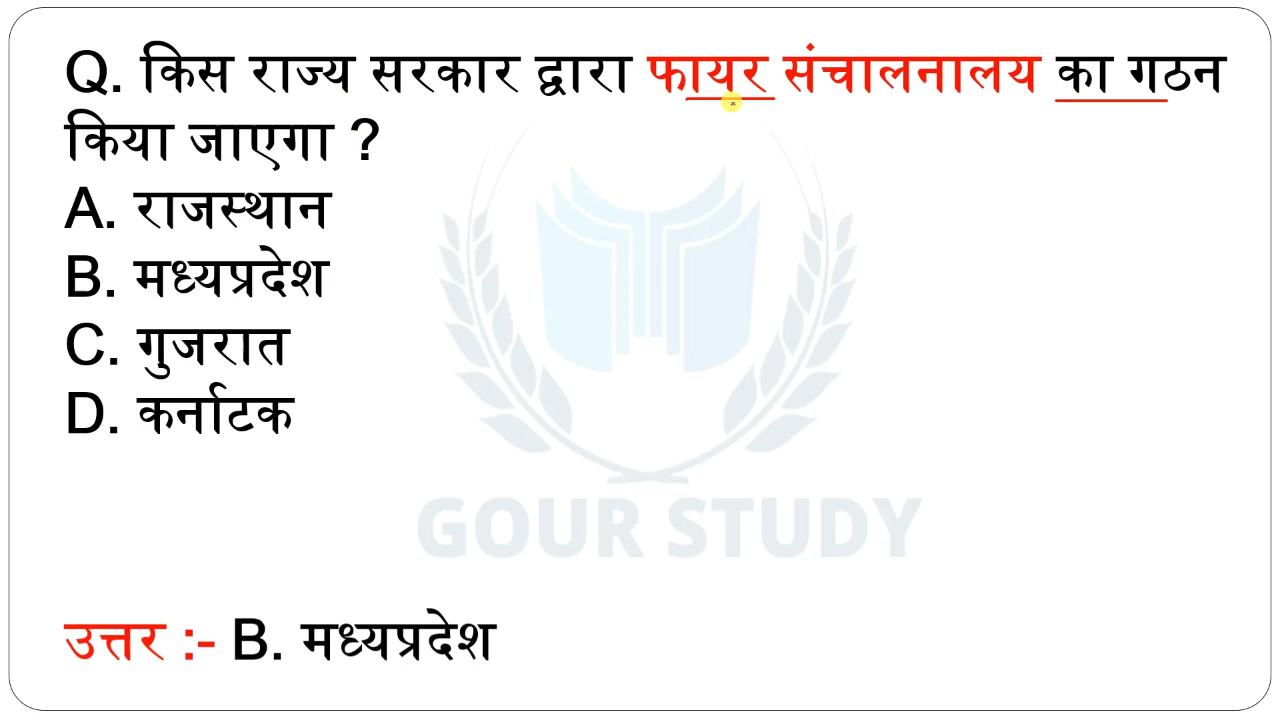 Q. किस राज्य सरकार द्वारा फायर संचालनालय का गठन
किया जाएगा ?
A. राजस्थान
B. मध्यप्रदेश
C. गुजरात
D. कर्नाटक
GOUR STUDY
उत्तर :- B. मध्यप्रदेश